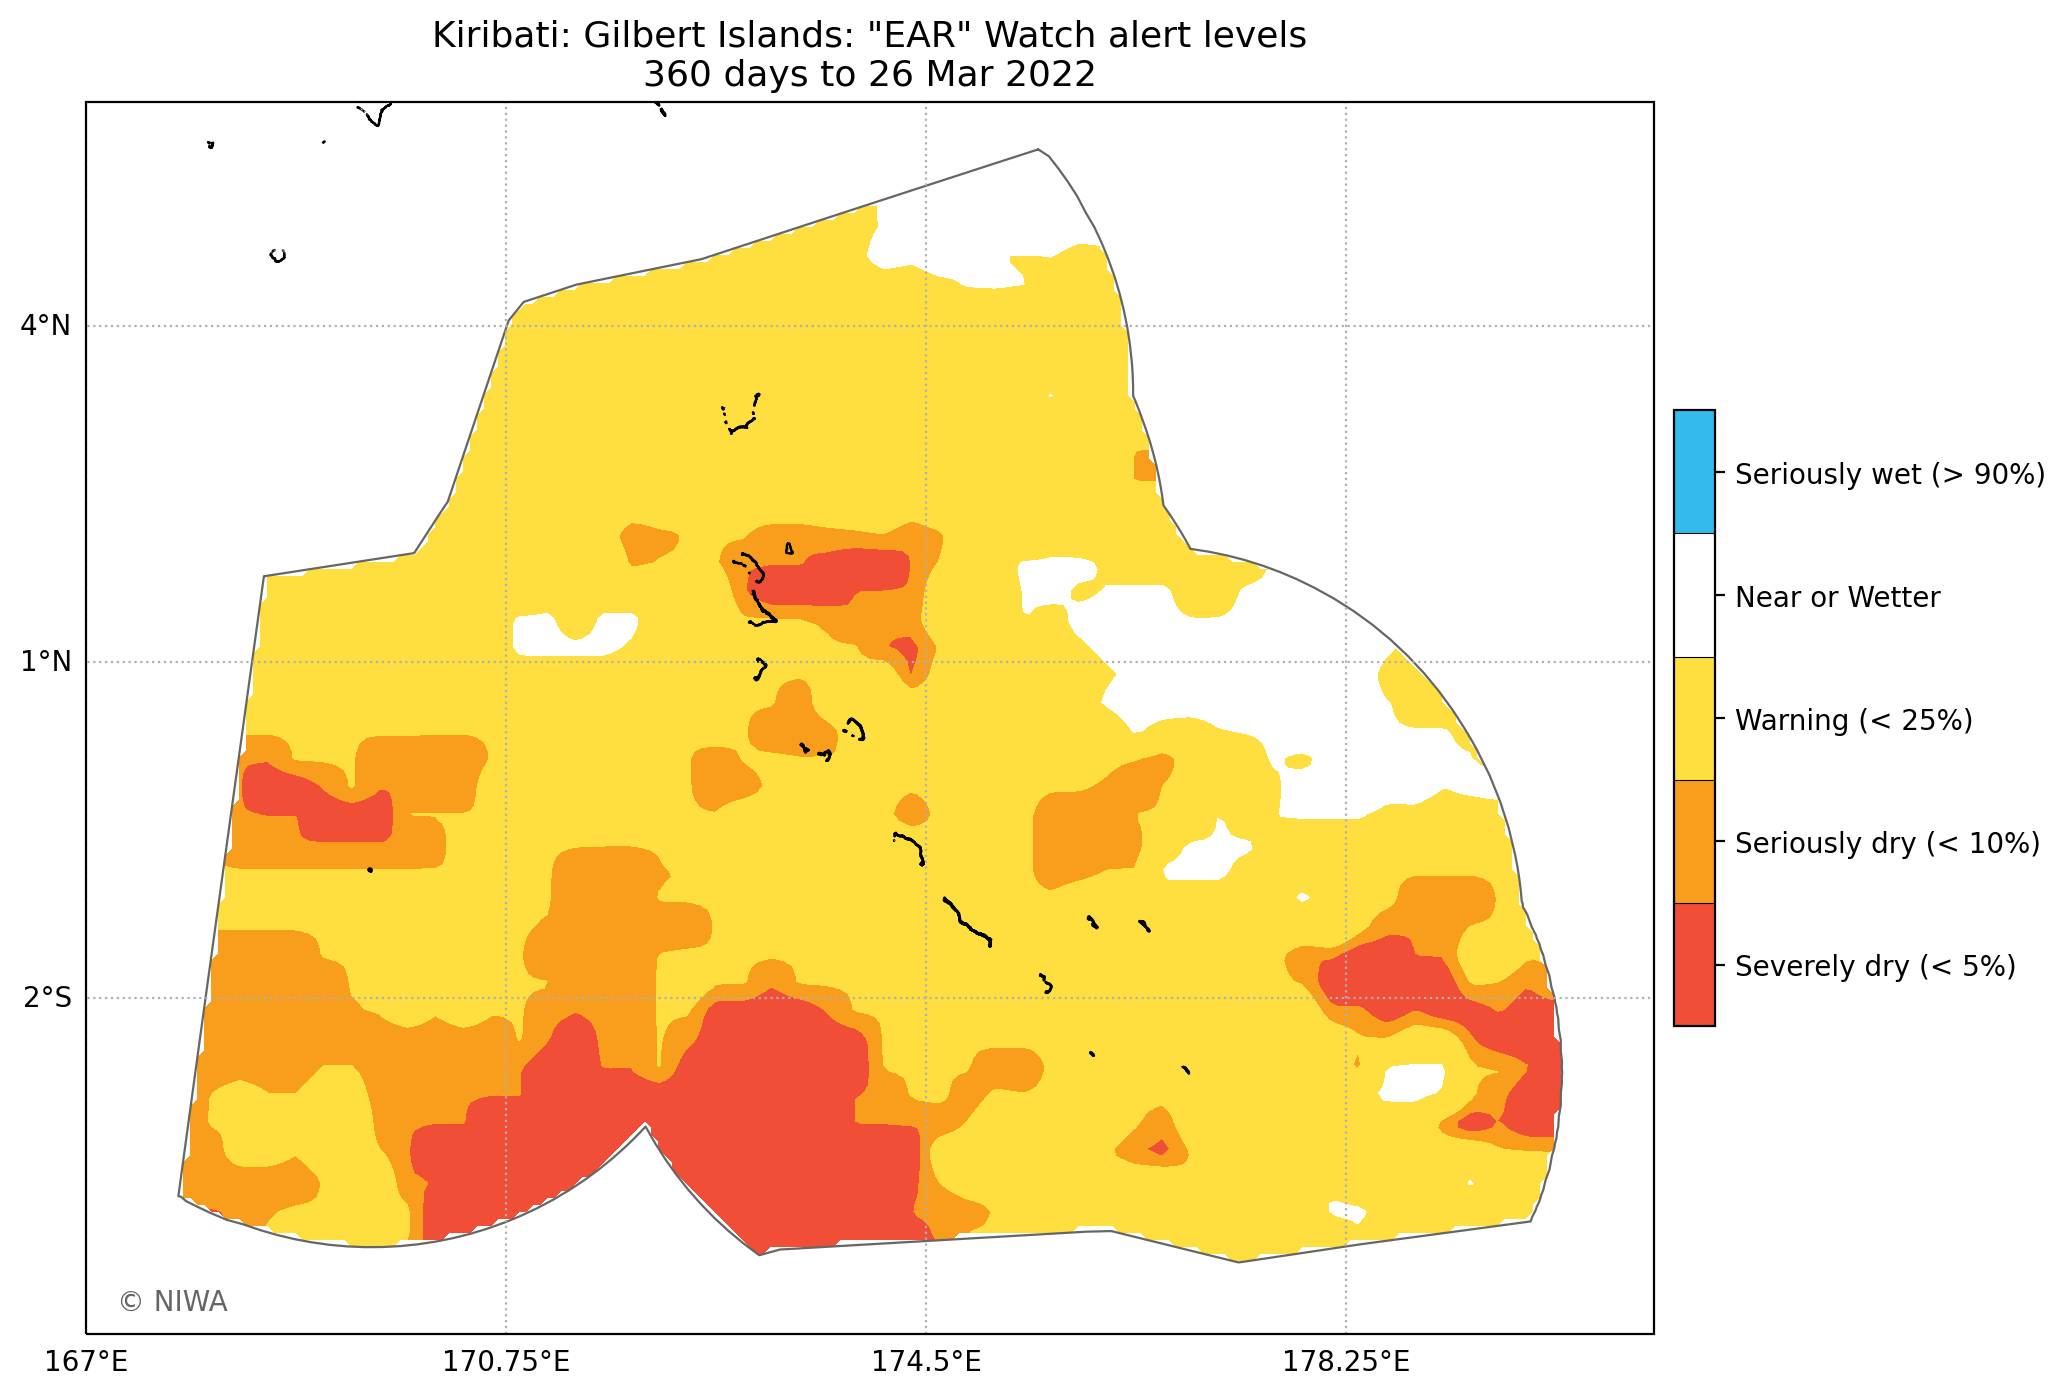 Kiribati: Gilbert Islands: "EAR" Watch alert levels
360 days to 26 Mar 2022
4°N
1°N
2°S
167°E
170.75°E
174.5°E
178.25°E
Seriously wet (> 90%)
Near or Wetter
Warning (< 25%)
Seriously dry (< 10%)
Severely dry (< 5%)
© NIWA